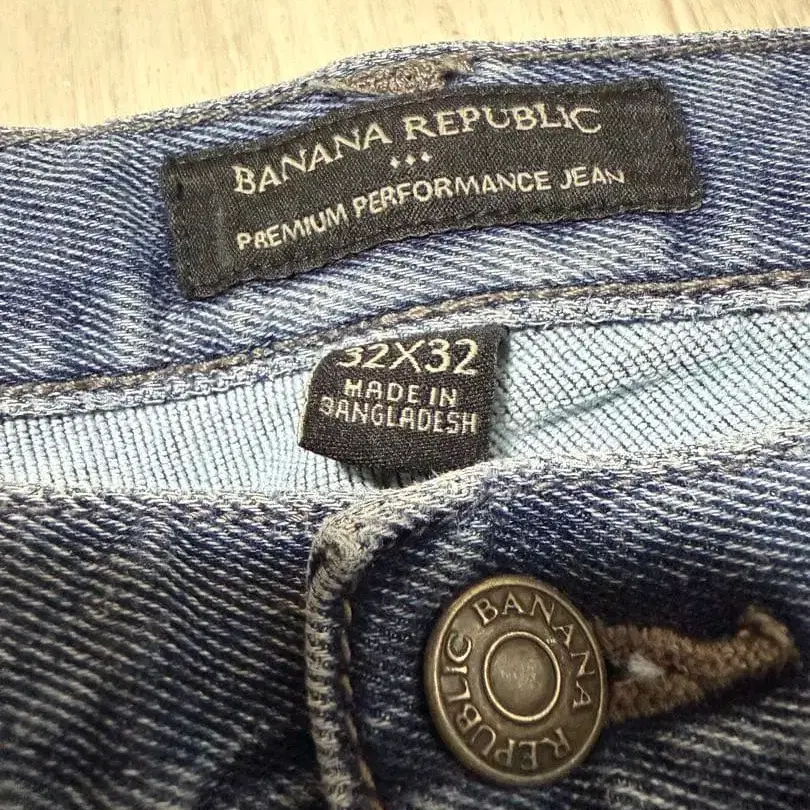 BANANA REPUBLIC
PREMIUM PERFORMANCE JEAN
32X32
MADE IN
BANGLADESH
BANANA REPUBLIC